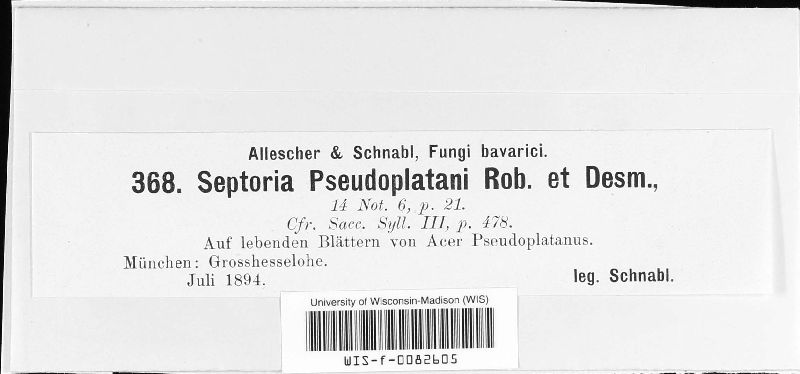 Allescher & Schnabl, Fungi bavarici.
368. Septoria Pseudoplatani Rob. et Desm.,
14 Not. 6, p. 21.
Cfr. Sacc. Syll. III, p. 478.
Auf lebenden Blättern von Acer Pseudoplatanus.
München: Grosshesselohe.
Juli 1894.
leg. Schnabl.
University of Wisconsin-Madison (WIS)
WIS-f-0082605